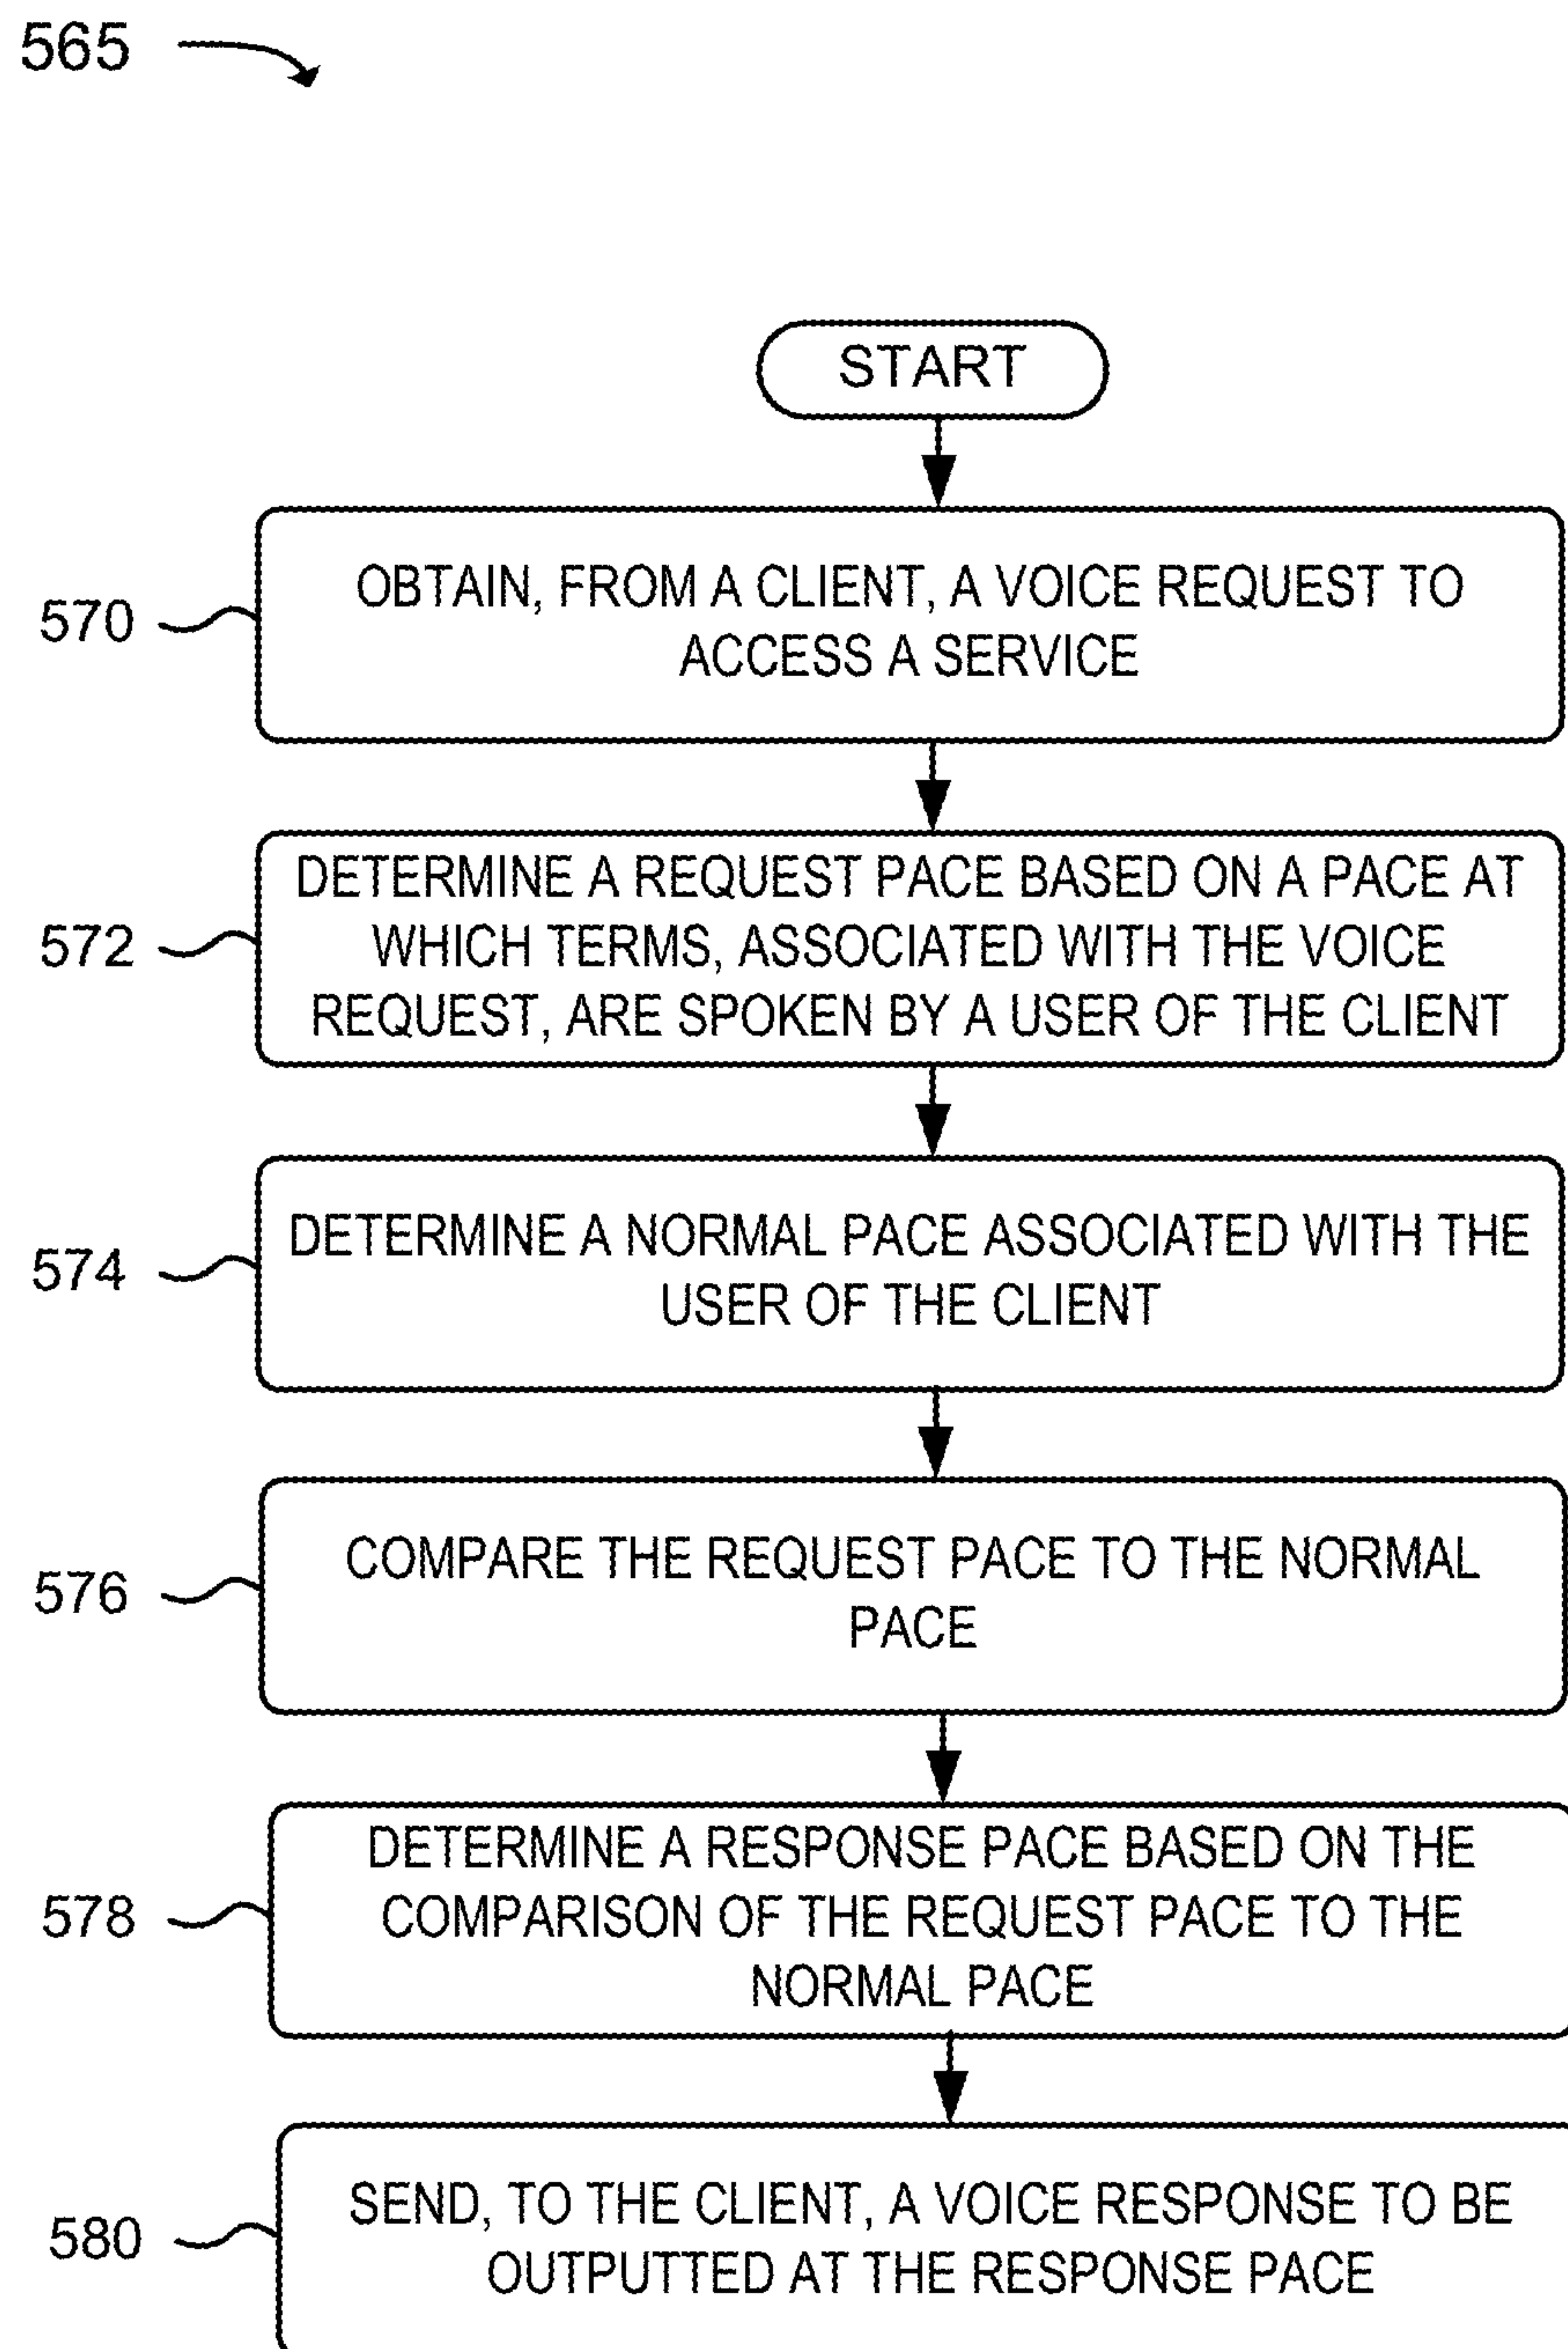 565
START
570
OBTAIN, FROM A CLIENT, A VOICE REQUEST TO
ACCESS A SERVICE
572
DETERMINE A REQUEST PACE BASED ON A PACE AT
WHICH TERMS, ASSOCIATED WITH THE VOICE
REQUEST, ARE SPOKEN BY A USER OF THE CLIENT
574
DETERMINE A NORMAL PACE ASSOCIATED WITH THE
USER OF THE CLIENT
576
COMPARE THE REQUEST PACE TO THE NORMAL
PACE
578
DETERMINE A RESPONSE PACE BASED ON THE
COMPARISON OF THE REQUEST PACE TO THE
NORMAL PACE
580
SEND, TO THE CLIENT, A VOICE RESPONSE TO BE
OUTPUTTED AT THE RESPONSE PACE